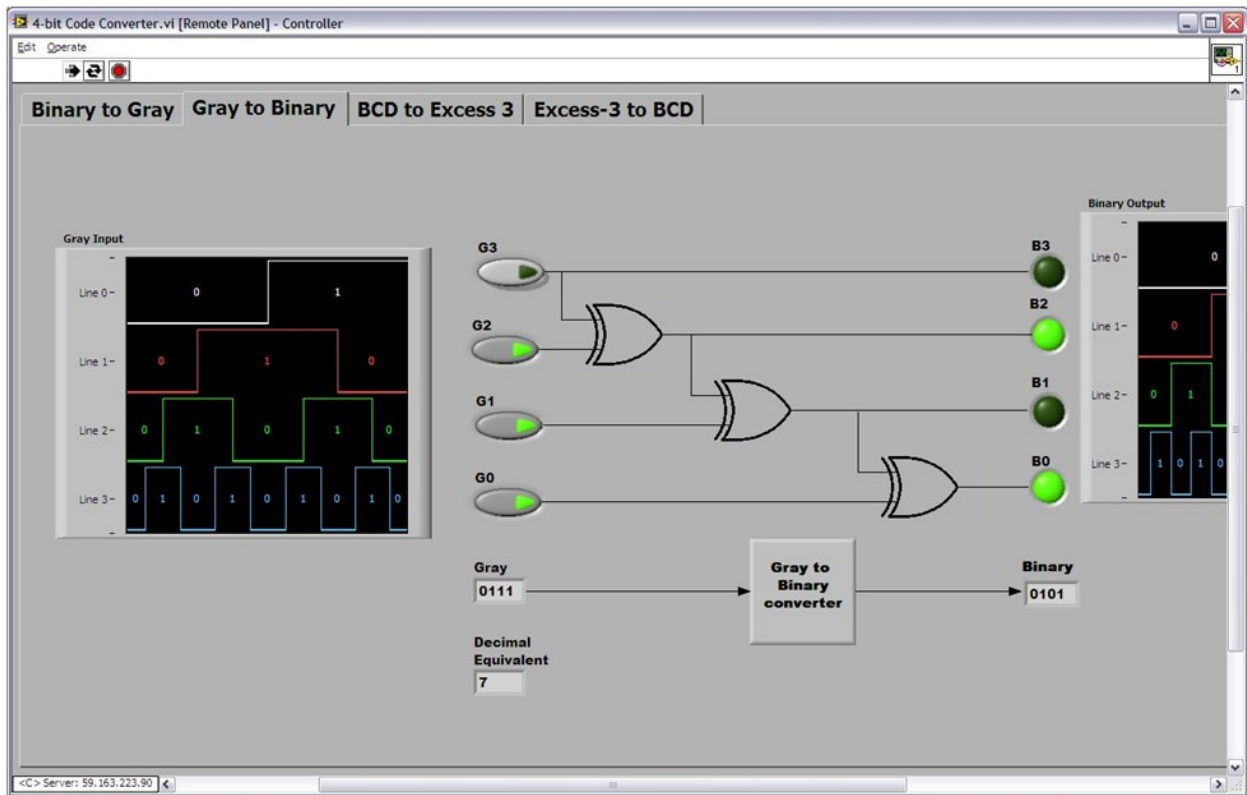 4-bit Code Converter.vi [Remote Panel] - Controller
Edit Operate
1
Binary to Gray Gray to Binary BCD to Excess 3 Excess-3 to BCD
Gray Input
Line 0 0 1
Line 1 0 1 0
Line 2 0 1 0 1 0
Line 3 0 1 0 1 0 1 0 1 0
G3
G2
G1
G0
B3
B2
B1
B0
Binary Output
Line 0 0
Line 1 0
Line 2 0 1
Line 3 1 0 1 0
Gray
0111
Gray to
Binary
converter
Binary
0101
Decimal
Equivalent
7
<C> Server: 59.163.223.90